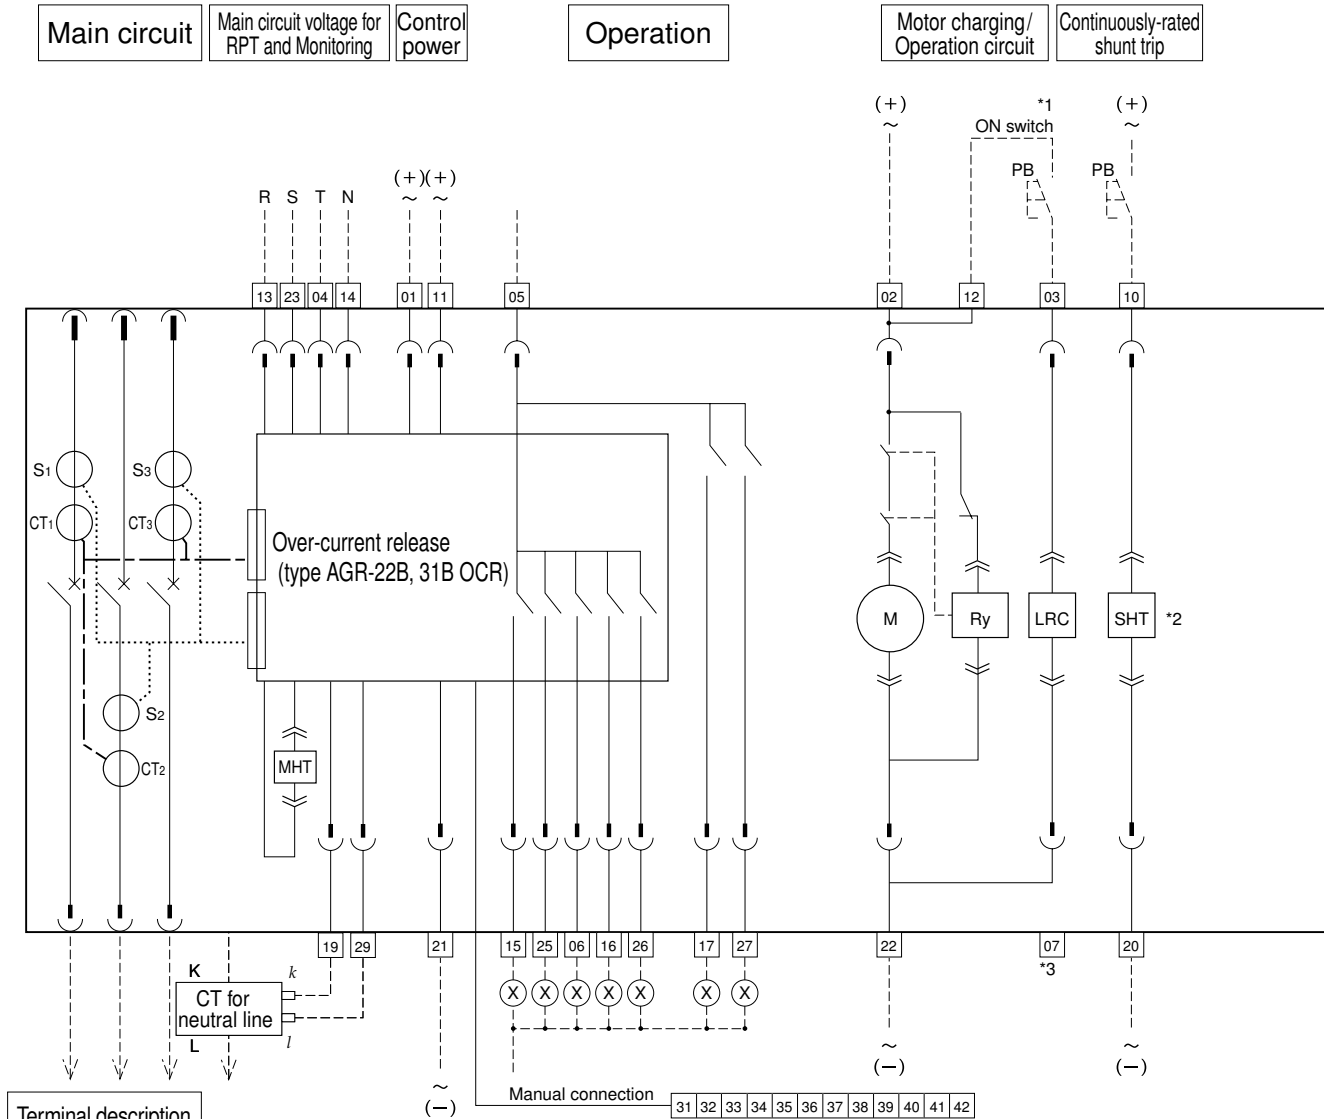 Main circuit
Main circuit voltage for
RPT and Monitoring
Control
power
Operation
Motor charging/
Operation circuit
Continuously-rated
shunt trip
(+)
~
*1
ON switch
(+)
~
PB
PB
(+)(+)
~ ~
R S T N
13 23 04 14 01 11 05 02 12 03 10
S1 S3
CT1 CT3
Over-current release
(type AGR-22B, 31B OCR)
M Ry LRC SHT *2
S2
CT2
MHT
19 29 21 15 25 06 16 26 17 27 22 07 20
*3
K k
CT for
neutral line
L l
X X X X X X X
~
(−)
~
(−)
~
(−)
Manual connection
31 32 33 34 35 36 37 38 39 40 41 42
Terminal description